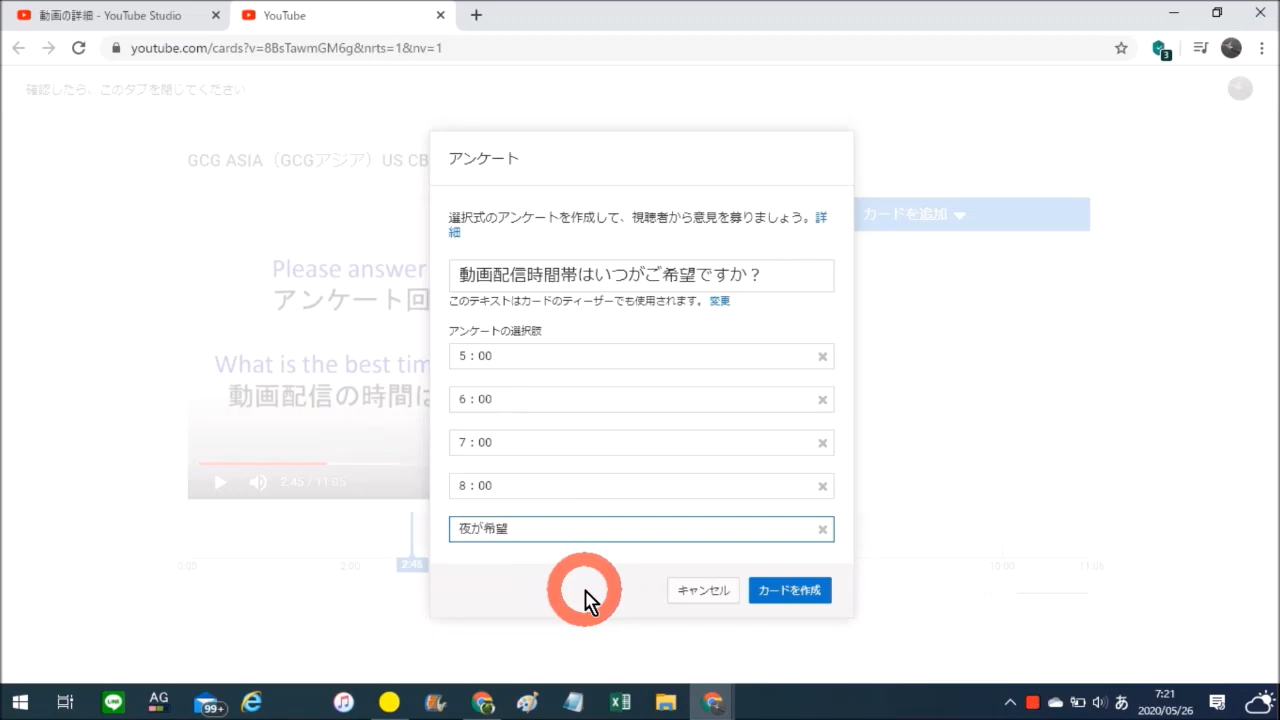 動画の詳細 - YouTube Studio
YouTube
youtube.com/cards?v=8BsTawmGM6g&nrts=1&nv=1
3
確認したら、このタブを閉じてください
GCG ASIA（GCGアジア）US CB
カードを追加
アンケート
選択式のアンケートを作成して、視聴者から意見を募りましょう。詳
細
Please answer
アンケート回
動画配信時間帯はいつがご希望ですか？
このテキストはカードのティーザーでも使用されます。 変更
アンケートの選択肢
5：00
What is the best tim
動画配信の時間は
6：00
7：00
8：00
2:45 / 11:05
夜が希望
0:00
2:00
2:45
10:00
11:06
キャンセル
カードを作成
LINE
AG
99+
あ
7:21
2020/05/26